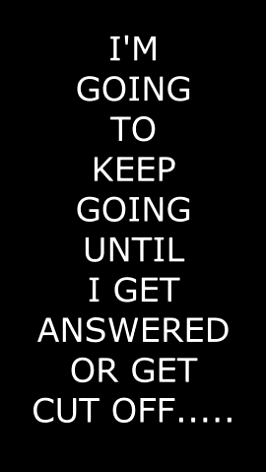 I'M
GOING
TO
KEEP
GOING
UNTIL
I GET
ANSWERED
OR GET
CUT OFF.....